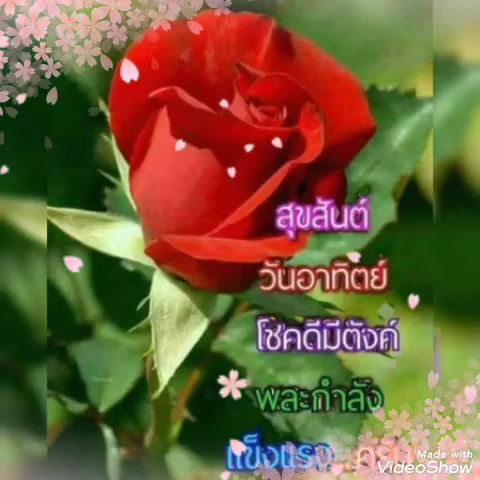 สุขสันต์
วันอาทิตย์
โชคดีมีตังค์
พละกำลัง
แข็งแรง
Made with
VideoShow